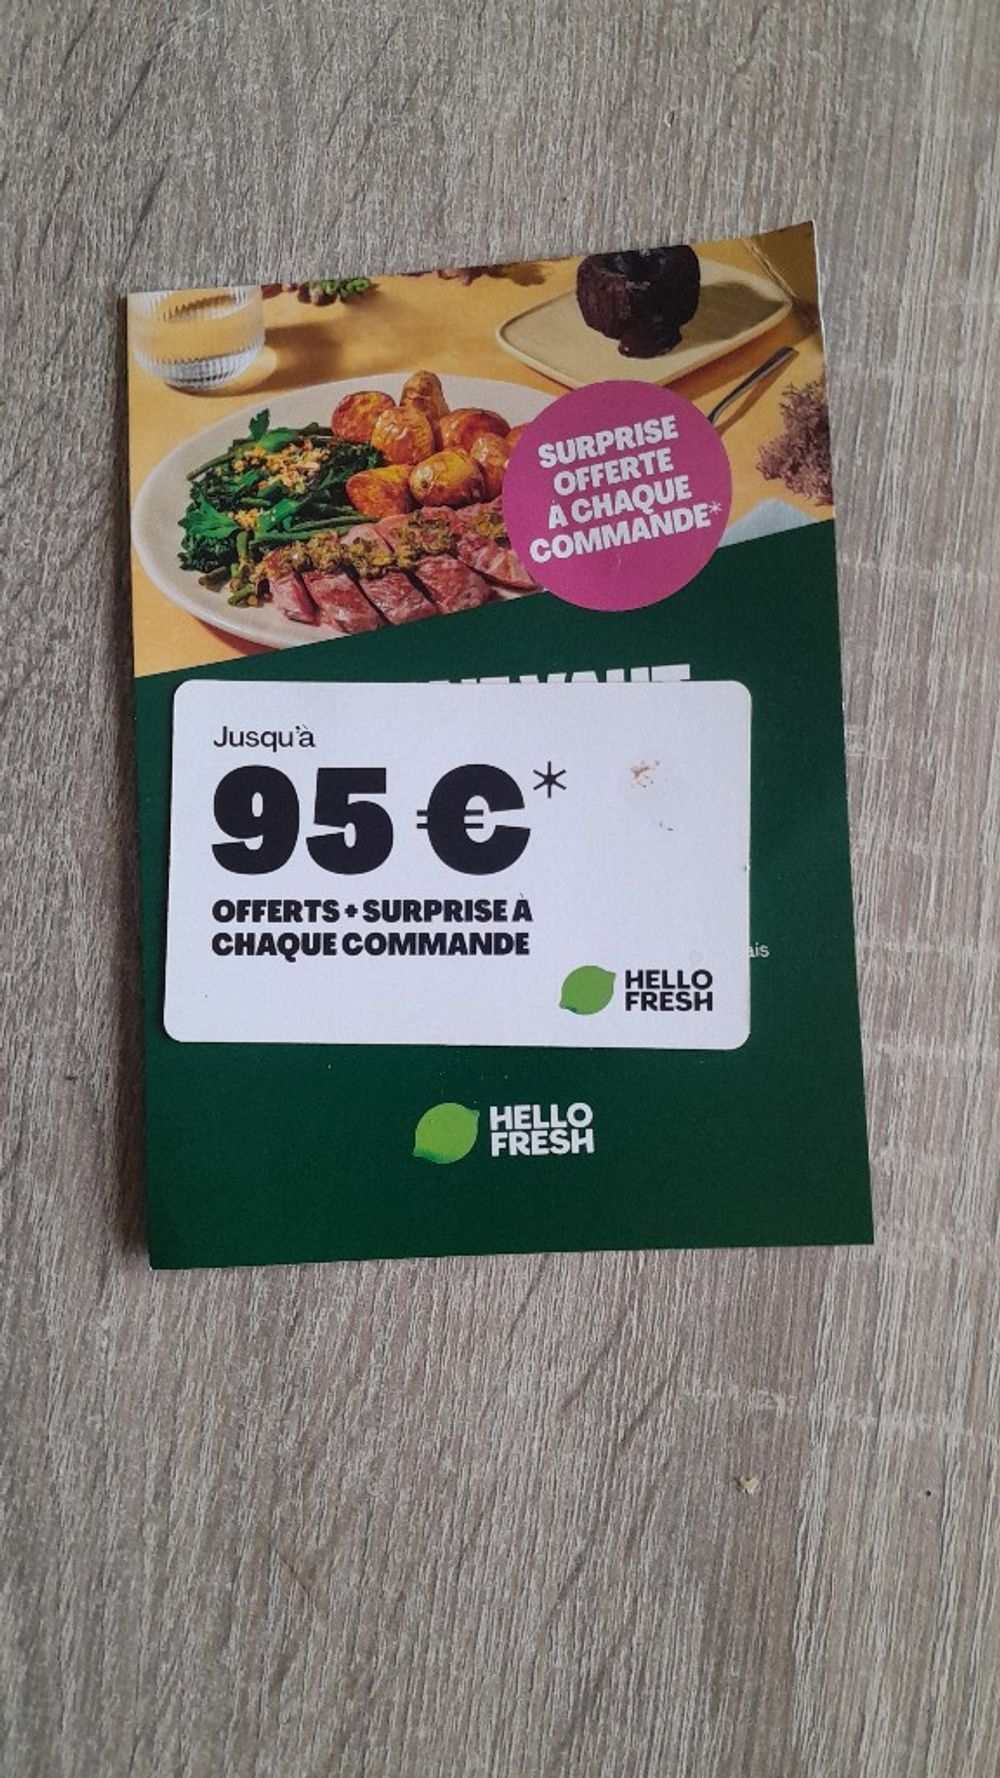 SURPRISE
OFFERTE
À CHAQUE
COMMANDE*
Jusqu'à
95 €*
OFFERTS + SURPRISE À
CHAQUE COMMANDE
HELLO
FRESH
HELLO
FRESH